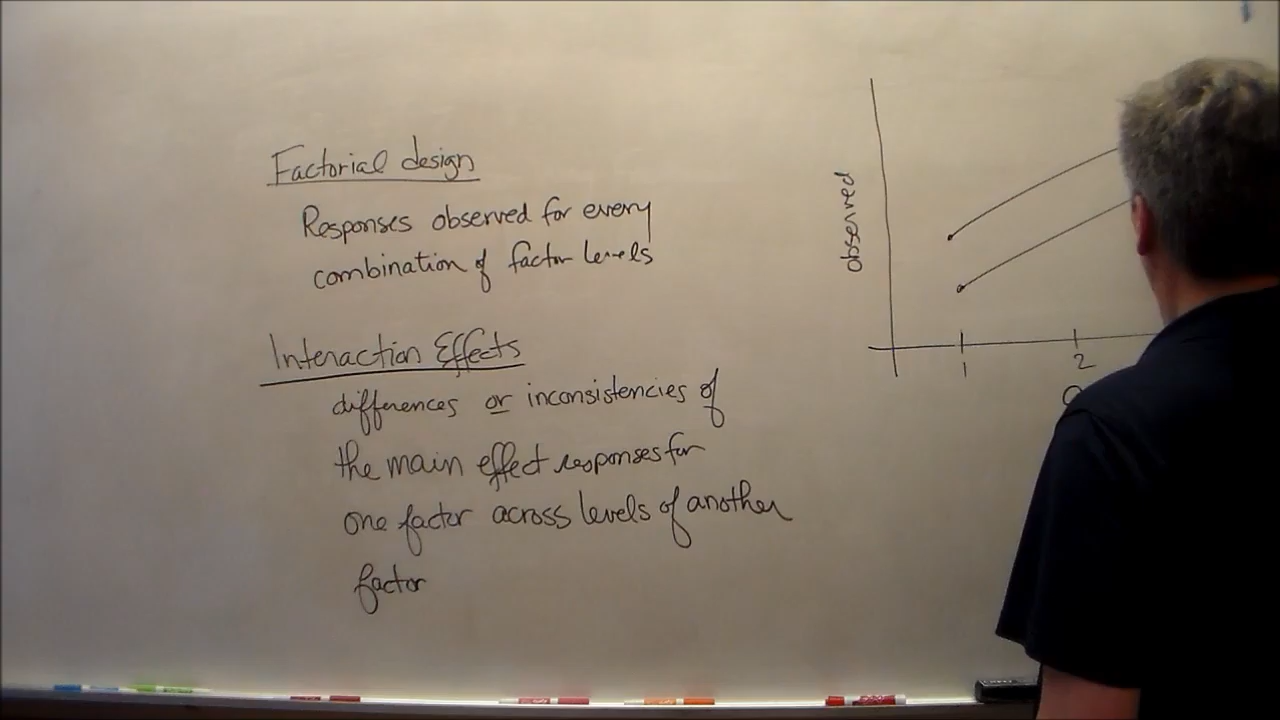 Factorial design
Responses observed for every
combination of factor levels
Interaction Effects
differences or inconsistencies of
the main effect responses for
one factor across levels of another
factor
observed
1
2